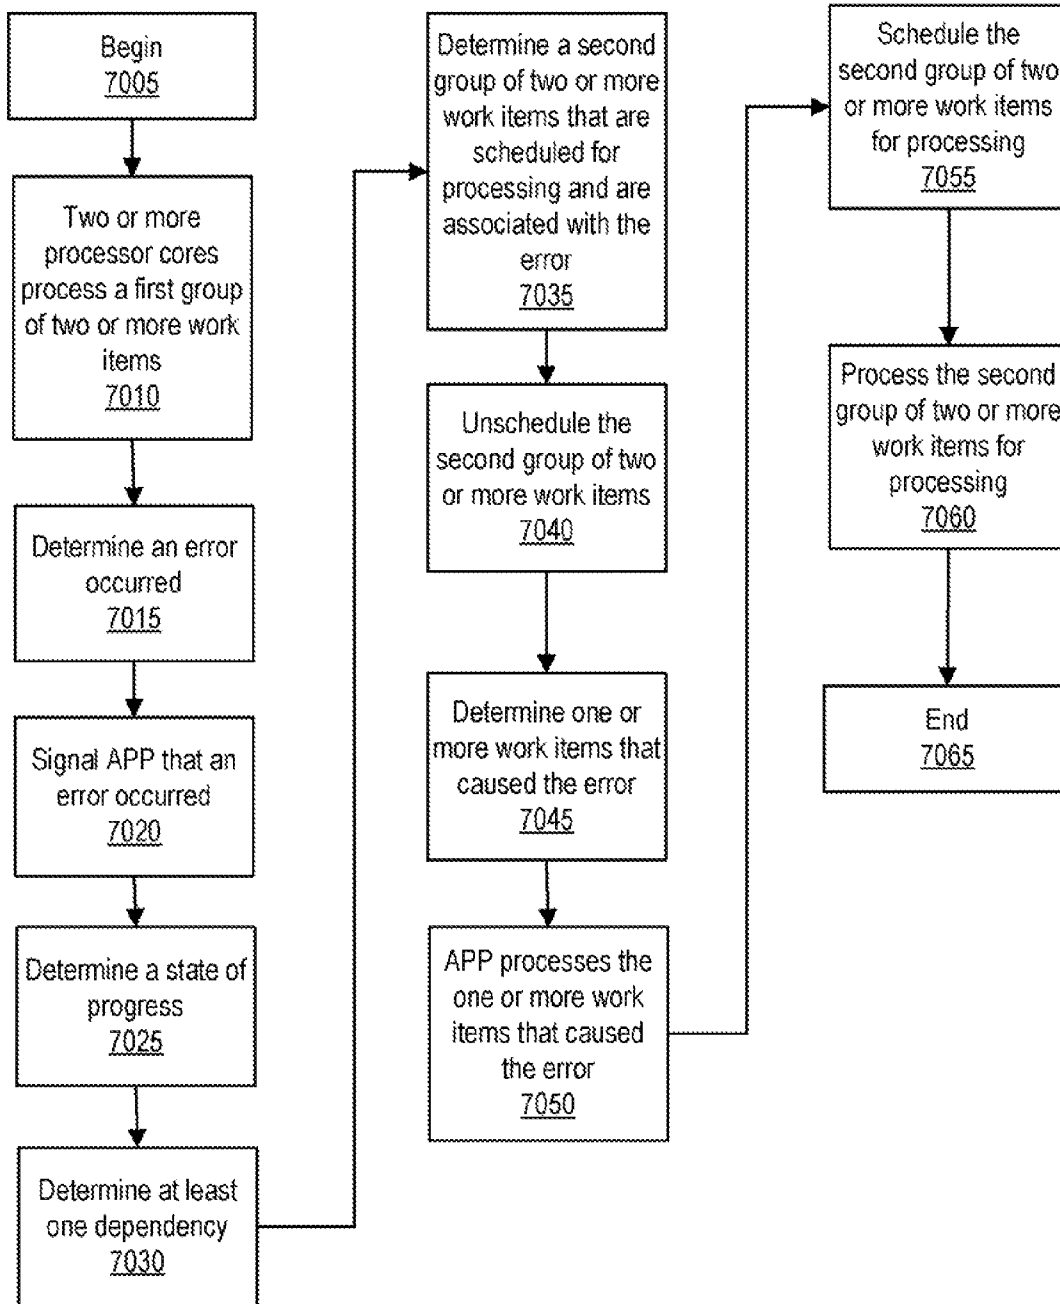 Begin
7005
Two or more
processor cores
process a first group
of two or more work
items
7010
Determine an error
occurred
7015
Signal APP that an
error occurred
7020
Determine a state of
progress
7025
Determine at least
one dependency
7030
Determine a second
group of two or more
work items that are
scheduled for
processing and are
associated with the
error
7035
Unschedule the
second group of two
or more work items
7040
Determine one or
more work items that
caused the error
7045
APP processes the
one or more work
items that caused
the error
7050
Schedule the
second group of two
or more work items
for processing
7055
Process the second
group of two or more
work items for
processing
7060
End
7065